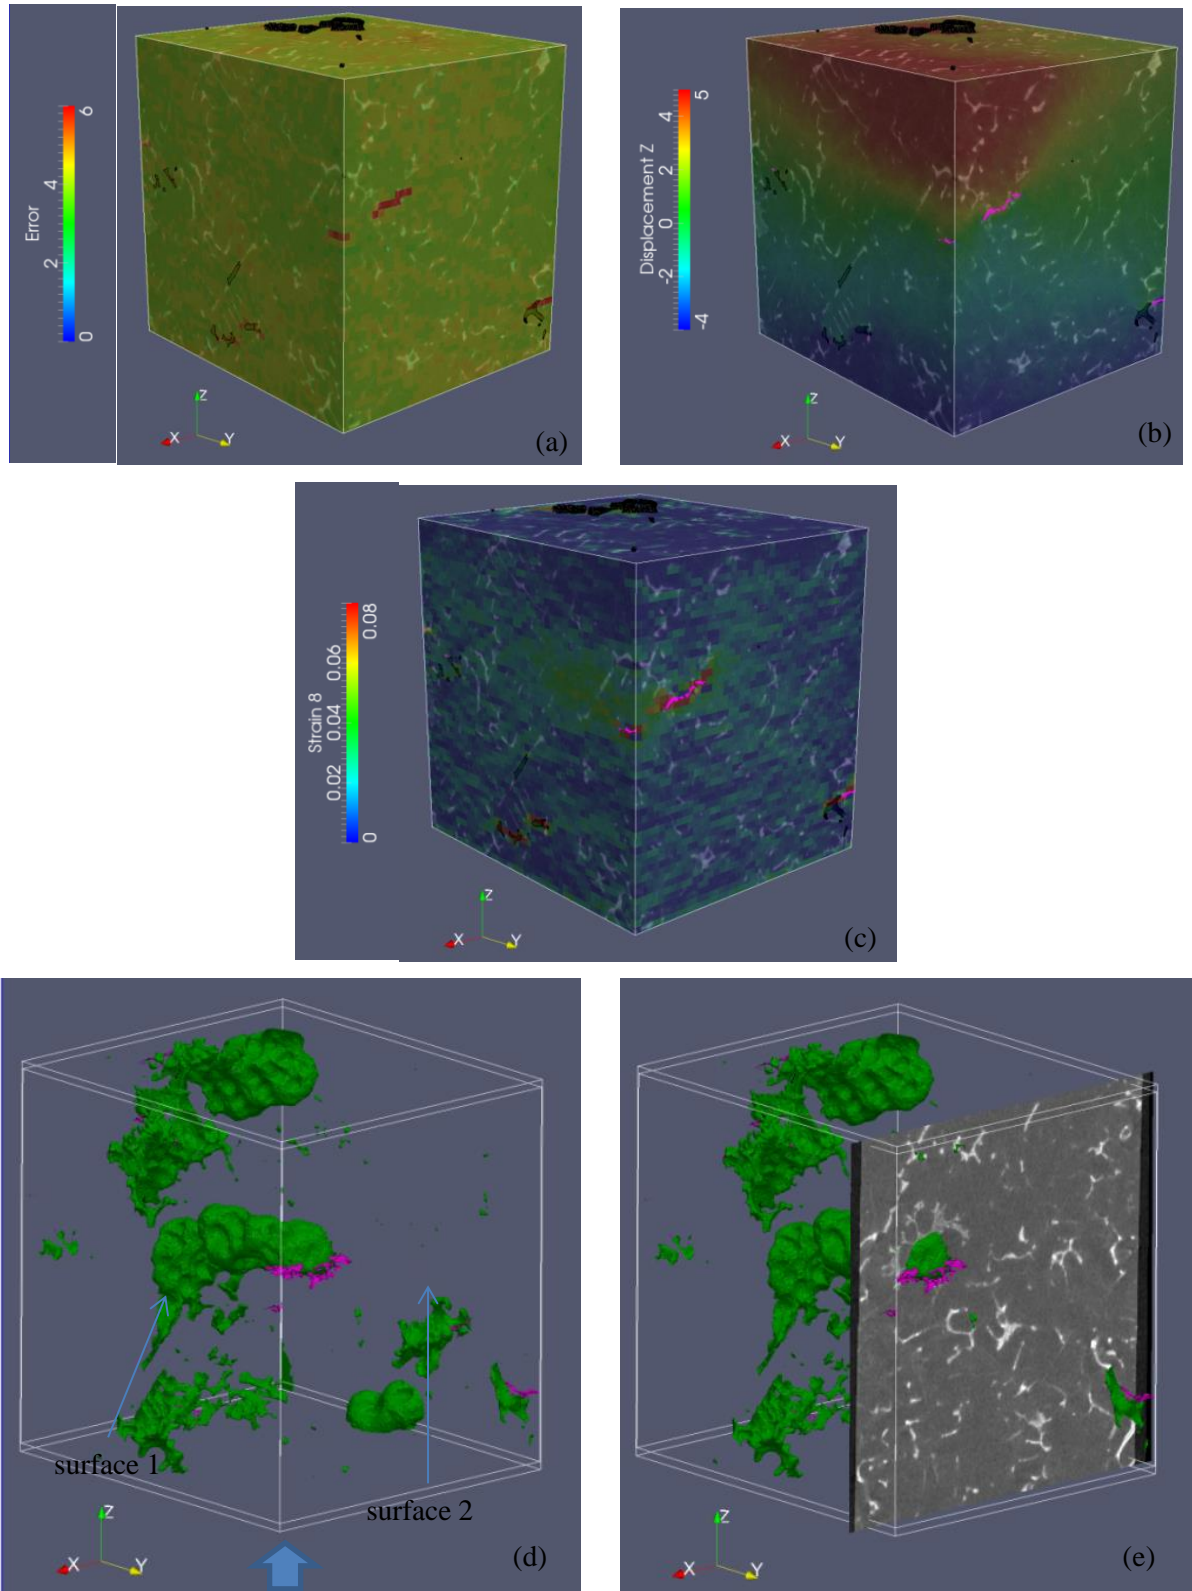 Error
0 2 4 6
Z
X
Y
(a)
Displacement Z
-4 -2 0 2 4 5
Z
X
Y
(b)
Strain 8
0 0.02 0.04 0.06 0.08
Z
X
Y
(c)
surface 1
surface 2
Z
X
Y
(d)
Z
X
Y
(e)